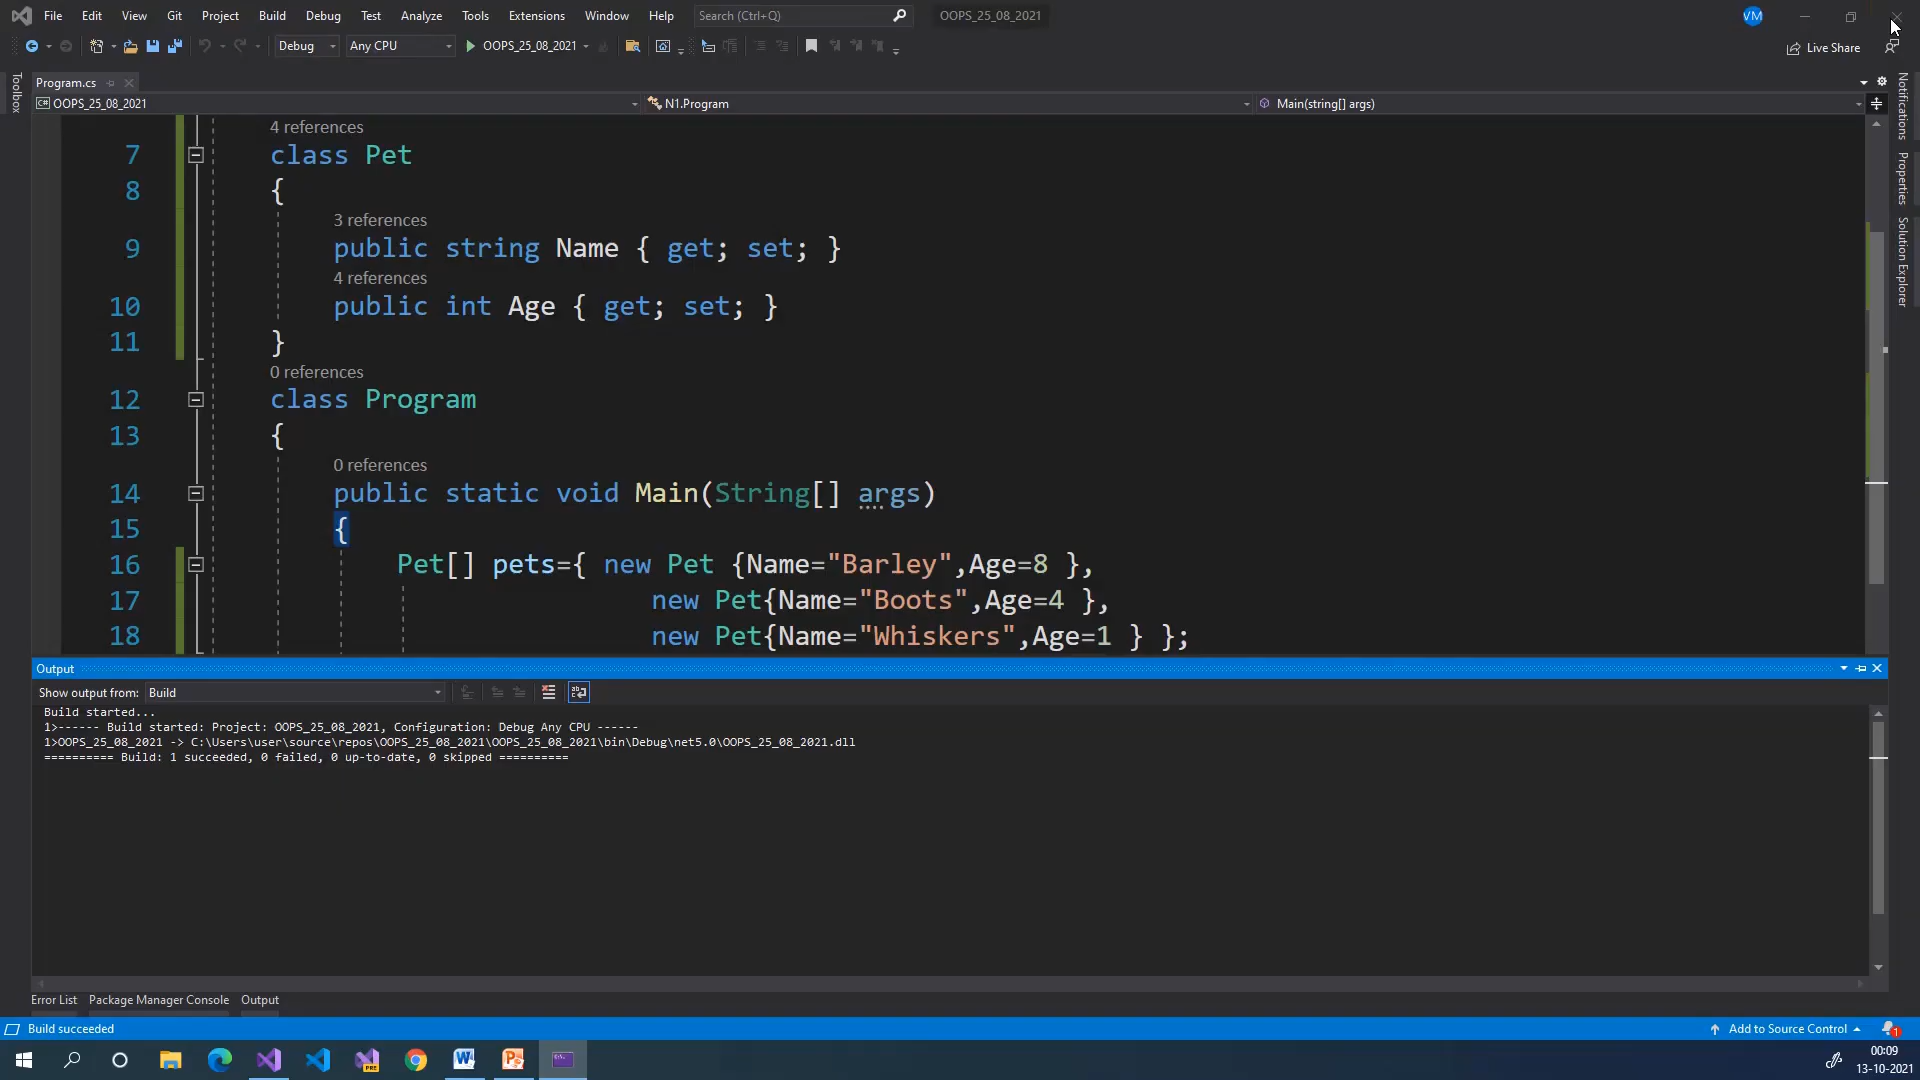 File Edit View Git Project Build Debug Test Analyze Tools Extensions Window Help Search (Ctrl+Q) OOPS_25_08_2021 VM
Debug Any CPU OOPS_25_08_2021 Live Share
Toolbox
Program.cs
OOPS_25_08_2021 N1.Program Main(string[] args)
Notifications
Properties
Solution Explorer
4 references
7 class Pet
8 {
3 references
9 public string Name { get; set; }
4 references
10 public int Age { get; set; }
11 }
0 references
12 class Program
13 {
0 references
14 public static void Main(String[] args)
15 {
16 Pet[] pets={ new Pet {Name="Barley",Age=8 },
17 new Pet{Name="Boots",Age=4 },
18 new Pet{Name="Whiskers",Age=1 } };
Output
Show output from: Build
Build started...
1>------ Build started: Project: OOPS_25_08_2021, Configuration: Debug Any CPU ------
1>OOPS_25_08_2021 -> C:\Users\user\source\repos\OOPS_25_08_2021\OOPS_25_08_2021\bin\Debug\net5.0\OOPS_25_08_2021.dll
========== Build: 1 succeeded, 0 failed, 0 up-to-date, 0 skipped ==========
Error List Package Manager Console Output
Build succeeded Add to Source Control 1
00:09
13-10-2021